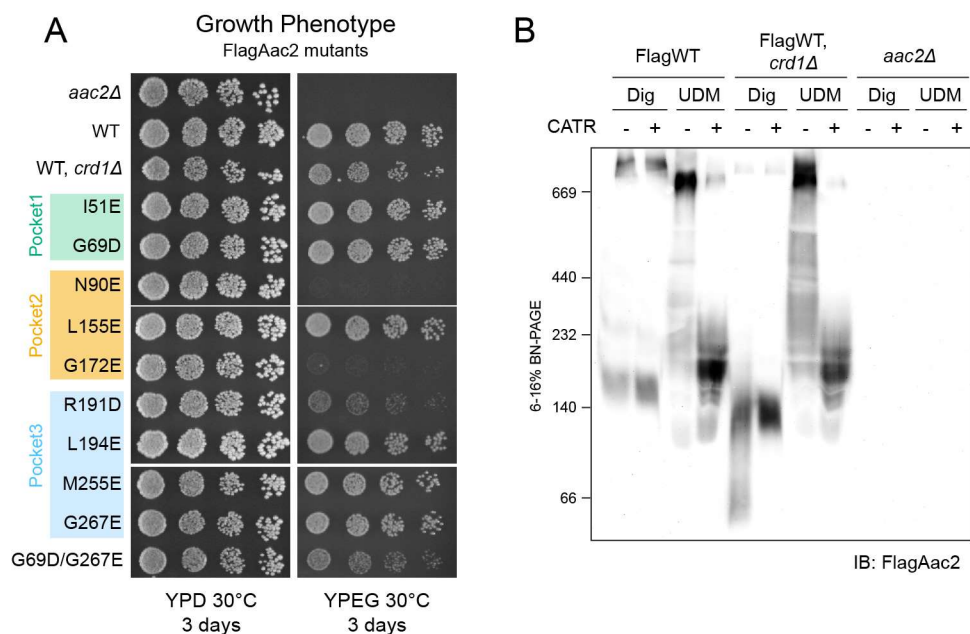 A
Growth Phenotype
FlagAac2 mutants
aac2Δ
WT
WT, crd1Δ
Pocket1
I51E
G69D
Pocket2
N90E
L155E
G172E
Pocket3
R191D
L194E
M255E
G267E
G69D/G267E
YPD 30°C
3 days
YPEG 30°C
3 days
B
FlagWT
FlagWT,
crd1Δ
aac2Δ
Dig UDM Dig UDM Dig UDM
CATR - + - + - + - + - + - +
6-16% BN-PAGE
669
440
232
140
66
IB: FlagAac2